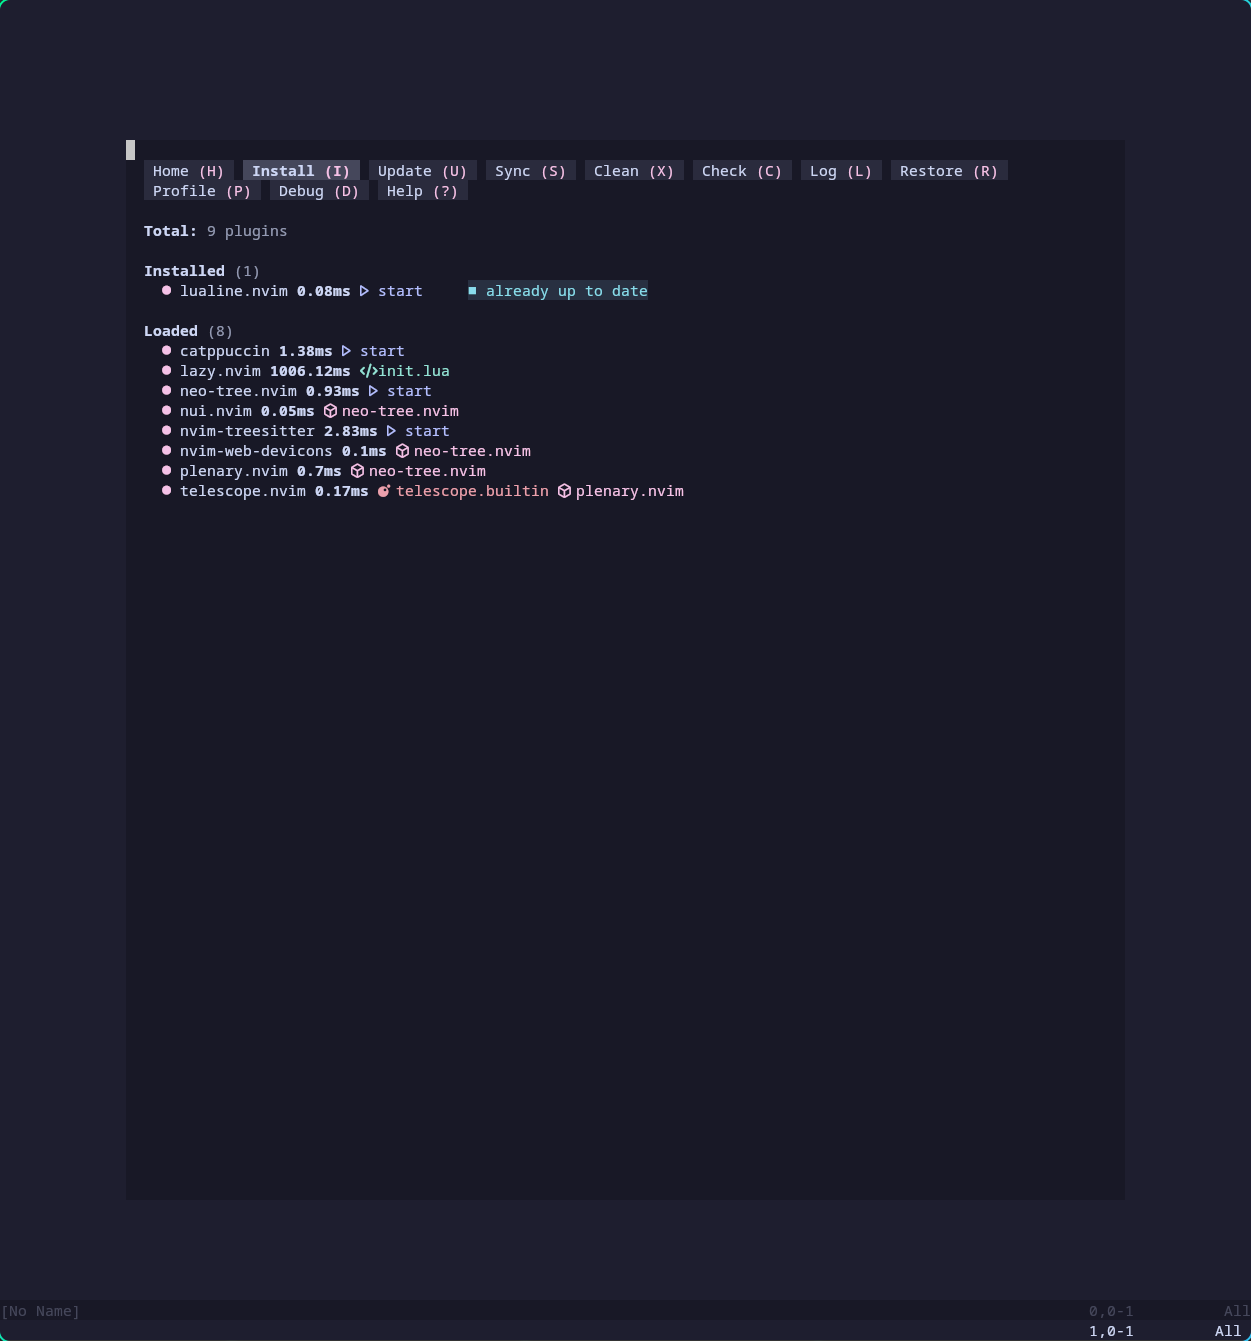 Home (H) Install (I) Update (U) Sync (S) Clean (X) Check (C) Log (L) Restore (R)
Profile (P) Debug (D) Help (?)
Total: 9 plugins
Installed (1)
● lualine.nvim 0.08ms ▷ start ■ already up to date
Loaded (8)
● catppuccin 1.38ms ▷ start
● lazy.nvim 1006.12ms </>init.lua
● neo-tree.nvim 0.93ms ▷ start
● nui.nvim 0.05ms neo-tree.nvim
● nvim-treesitter 2.83ms ▷ start
● nvim-web-devicons 0.1ms neo-tree.nvim
● plenary.nvim 0.7ms neo-tree.nvim
● telescope.nvim 0.17ms telescope.builtin plenary.nvim
[No Name] 0,0-1 All
1,0-1 All